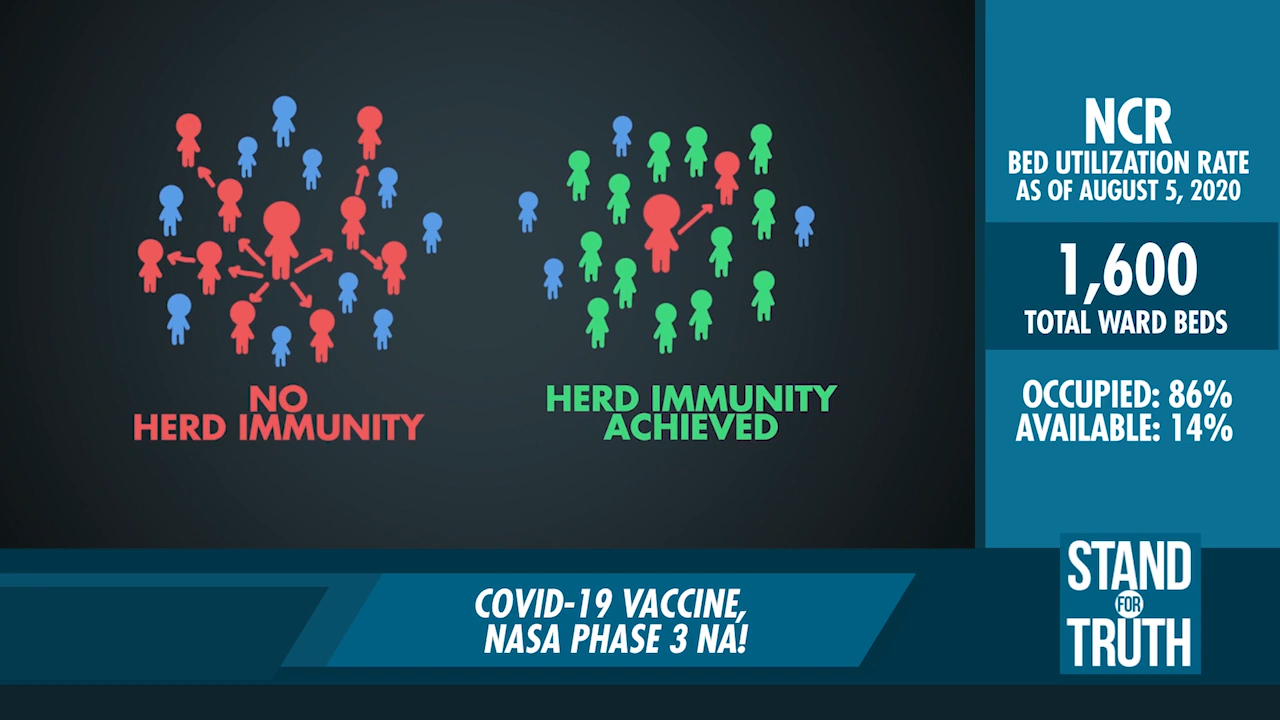 NO
HERD IMMUNITY
HERD IMMUNITY
ACHIEVED
NCR
BED UTILIZATION RATE
AS OF AUGUST 5, 2020
1,600
TOTAL WARD BEDS
OCCUPIED: 86%
AVAILABLE: 14%
COVID-19 VACCINE,
NASA PHASE 3 NA!
STAND
FOR
TRUTH